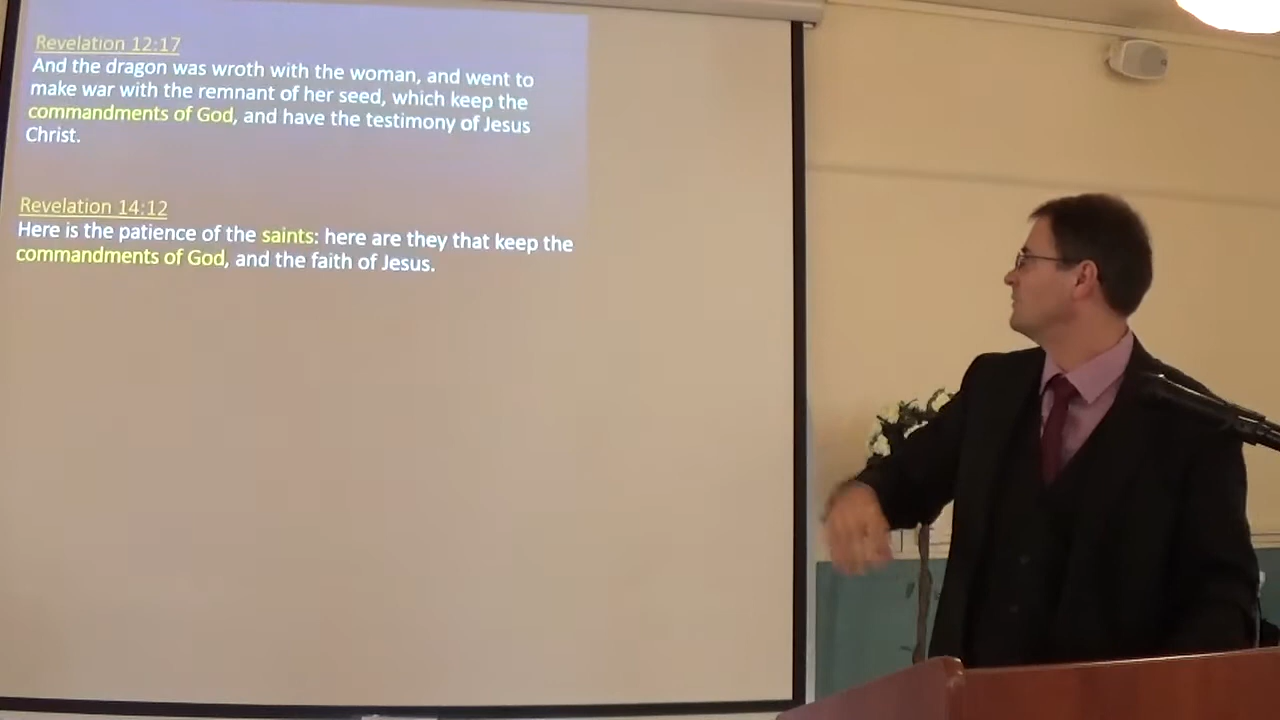 Revelation 12:17
And the dragon was wroth with the woman, and went to
make war with the remnant of her seed, which keep the
commandments of God, and have the testimony of Jesus
Christ.
Revelation 14:12
Here is the patience of the saints: here are they that keep the
commandments of God, and the faith of Jesus.